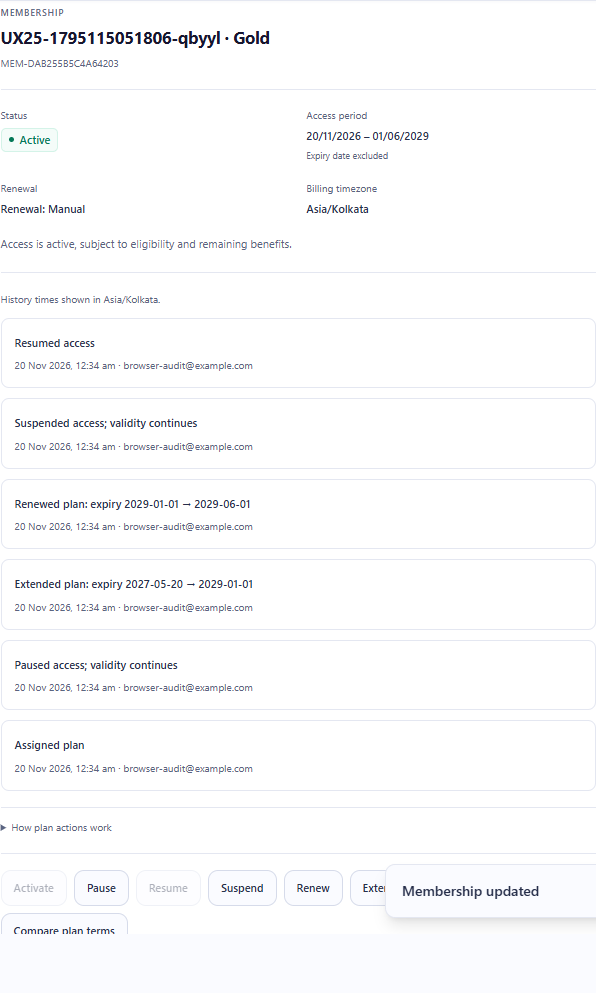 MEMBERSHIP
UX25-1795115051806-qbyyl · Gold
MEM-DAB255B5C4A64203
Status
Access period
Active
20/11/2026 – 01/06/2029
Expiry date excluded
Renewal
Billing timezone
Renewal: Manual
Asia/Kolkata
Access is active, subject to eligibility and remaining benefits.
History times shown in Asia/Kolkata.
Resumed access
20 Nov 2026, 12:34 am · browser-audit@example.com
Suspended access; validity continues
20 Nov 2026, 12:34 am · browser-audit@example.com
Renewed plan: expiry 2029-01-01 → 2029-06-01
20 Nov 2026, 12:34 am · browser-audit@example.com
Extended plan: expiry 2027-05-20 → 2029-01-01
20 Nov 2026, 12:34 am · browser-audit@example.com
Paused access; validity continues
20 Nov 2026, 12:34 am · browser-audit@example.com
Assigned plan
20 Nov 2026, 12:34 am · browser-audit@example.com
How plan actions work
Activate Pause Resume Suspend Renew
Membership updated
Compare plan terms